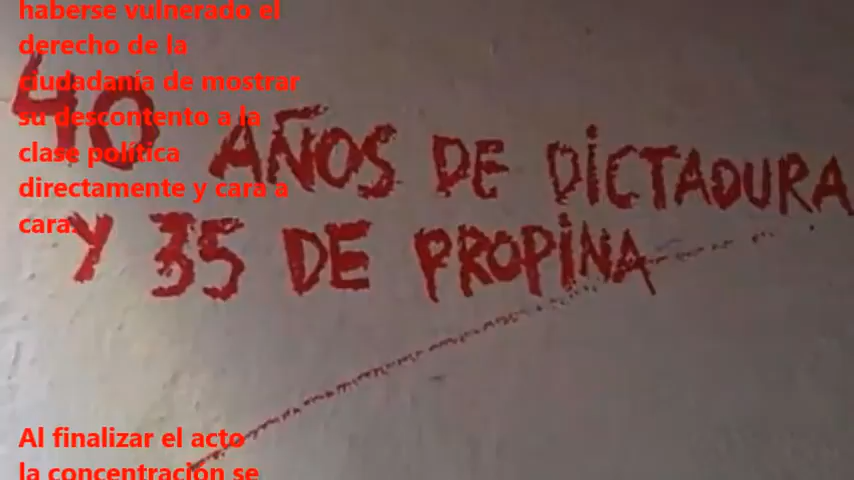 haberse vulnerado el
derecho de la
ciudadanía de mostrar
su descontento a la
clase política
directamente y cara a
cara.
40 AÑOS DE DICTADURA
Y 35 DE PROPINA
Al finalizar el acto
la concentración se